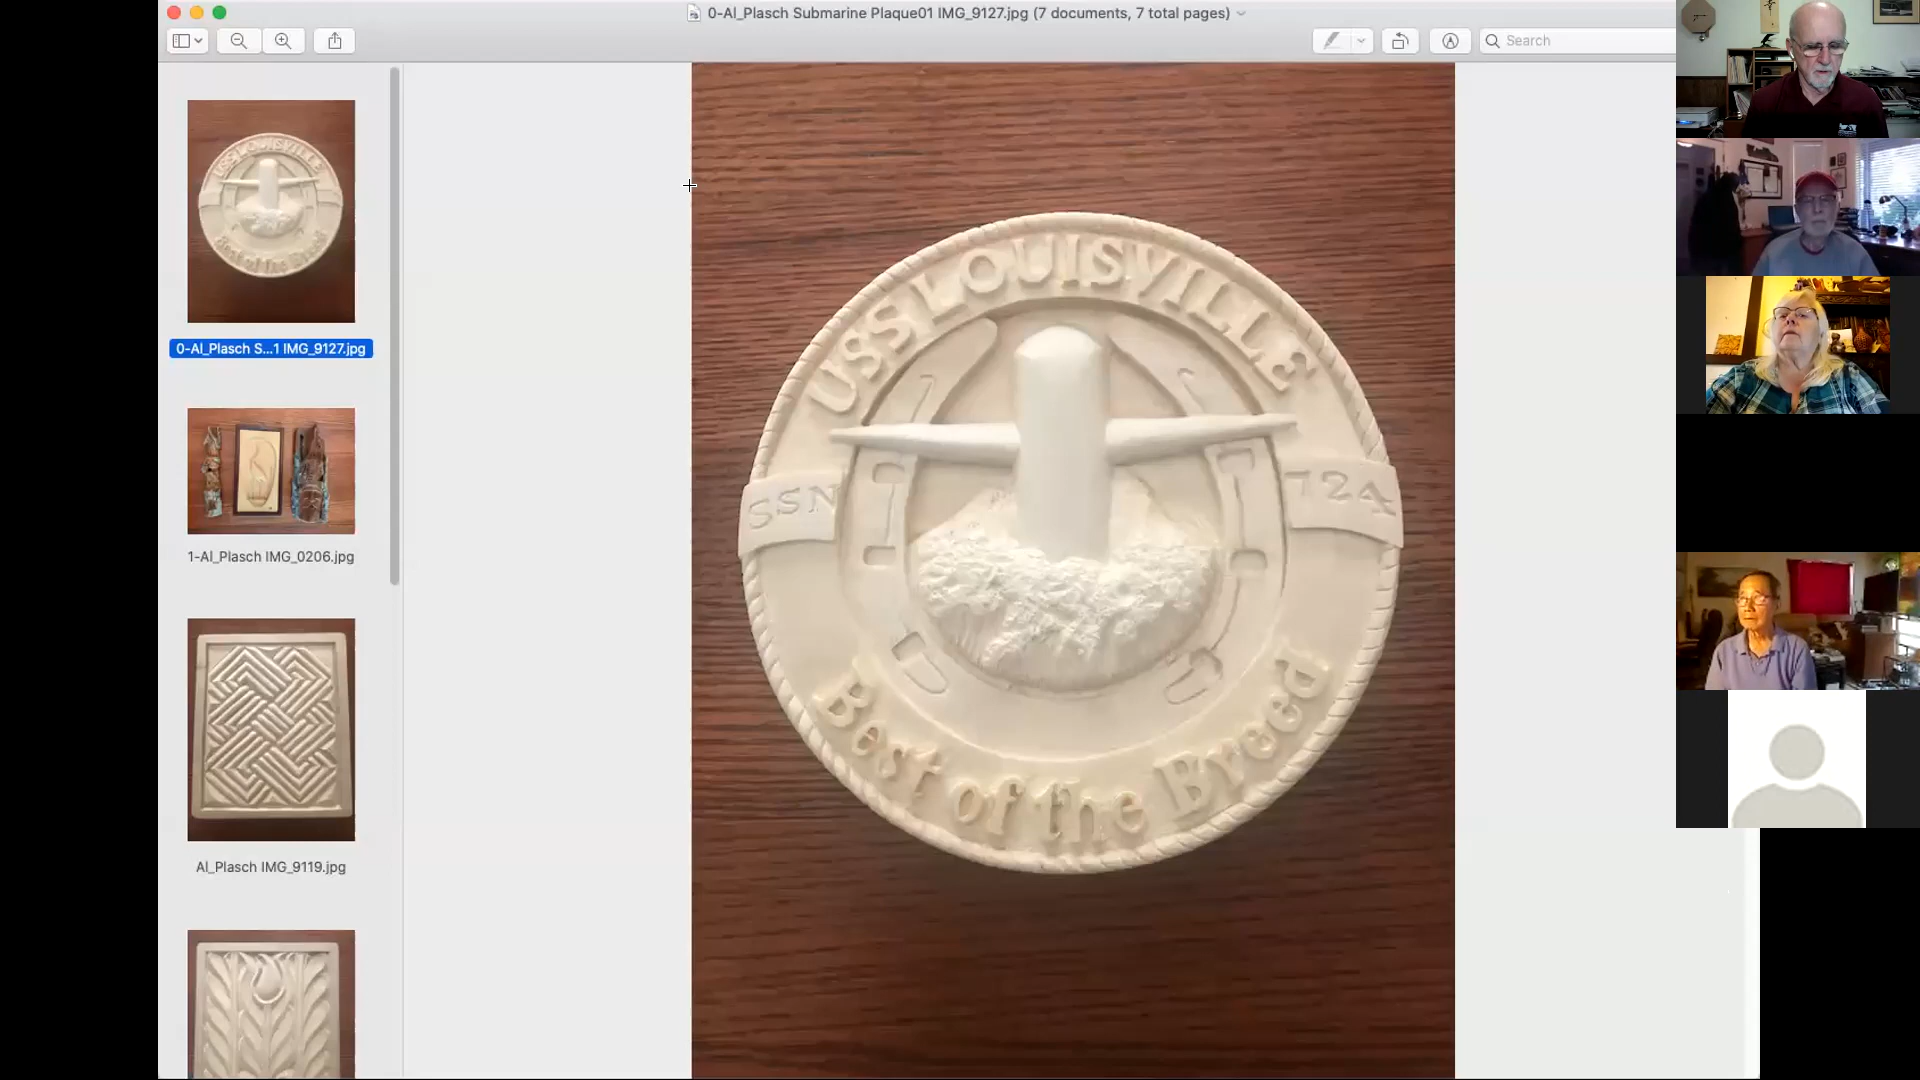 0-Al_Plasch Submarine Plaque01 IMG_9127.jpg (7 documents, 7 total pages)
Search
0-Al_Plasch S...1 IMG_9127.jpg
1-Al_Plasch IMG_0206.jpg
Al_Plasch IMG_9119.jpg
USS LOUISVILLE
SSN 724
Best of the Breed